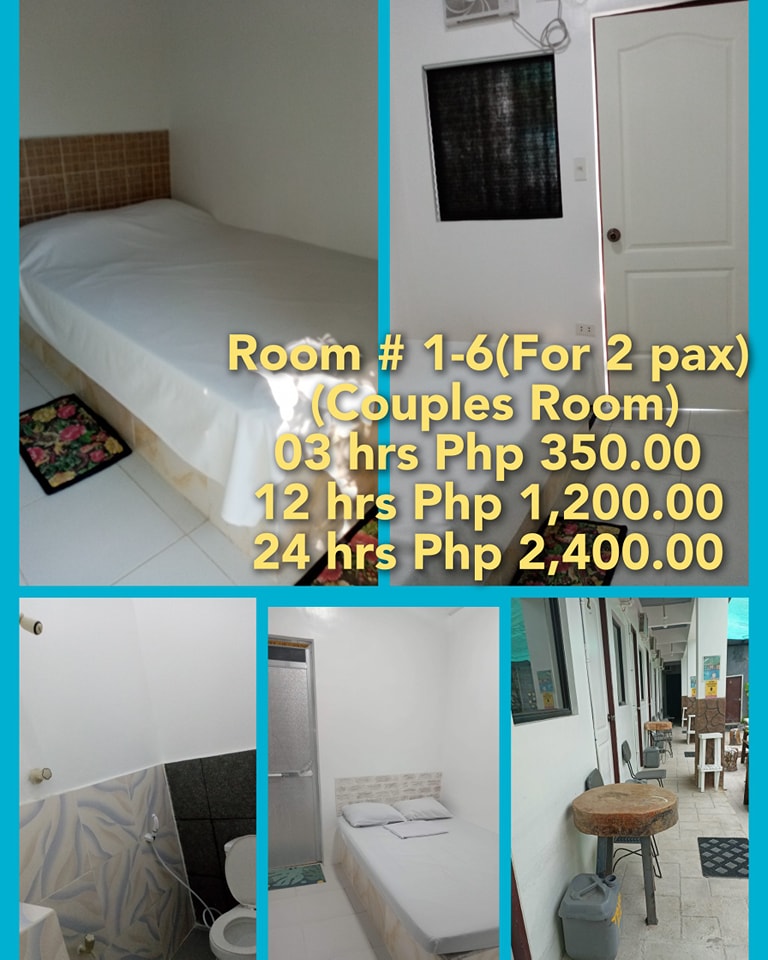 Room # 1-6(For 2 pax)
(Couples Room)
03 hrs Php 350.00
12 hrs Php 1,200.00
24 hrs Php 2,400.00